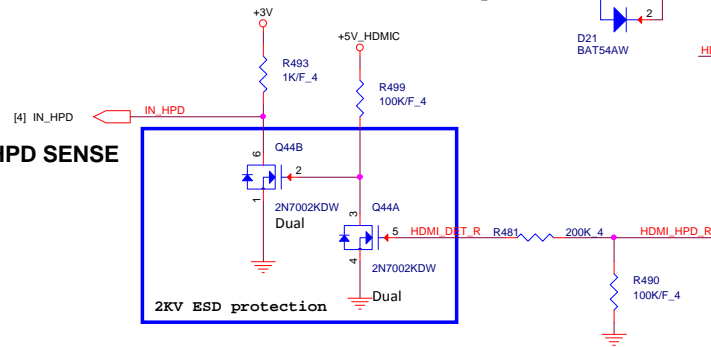 +3V
2
D21
BAT54AW
+5V_HDMIC
R493
1K/F_4
R499
100K/F_4
[4] IN_HPD
IN_HPD
HPD SENSE
6
Q44B
2
1
2N7002KDW
Dual
3
Q44A
5
HDMI_DET_R
R481
200K_4
HDMI_HPD_R
4
2N7002KDW
Dual
R490
100K/F_4
2KV ESD protection